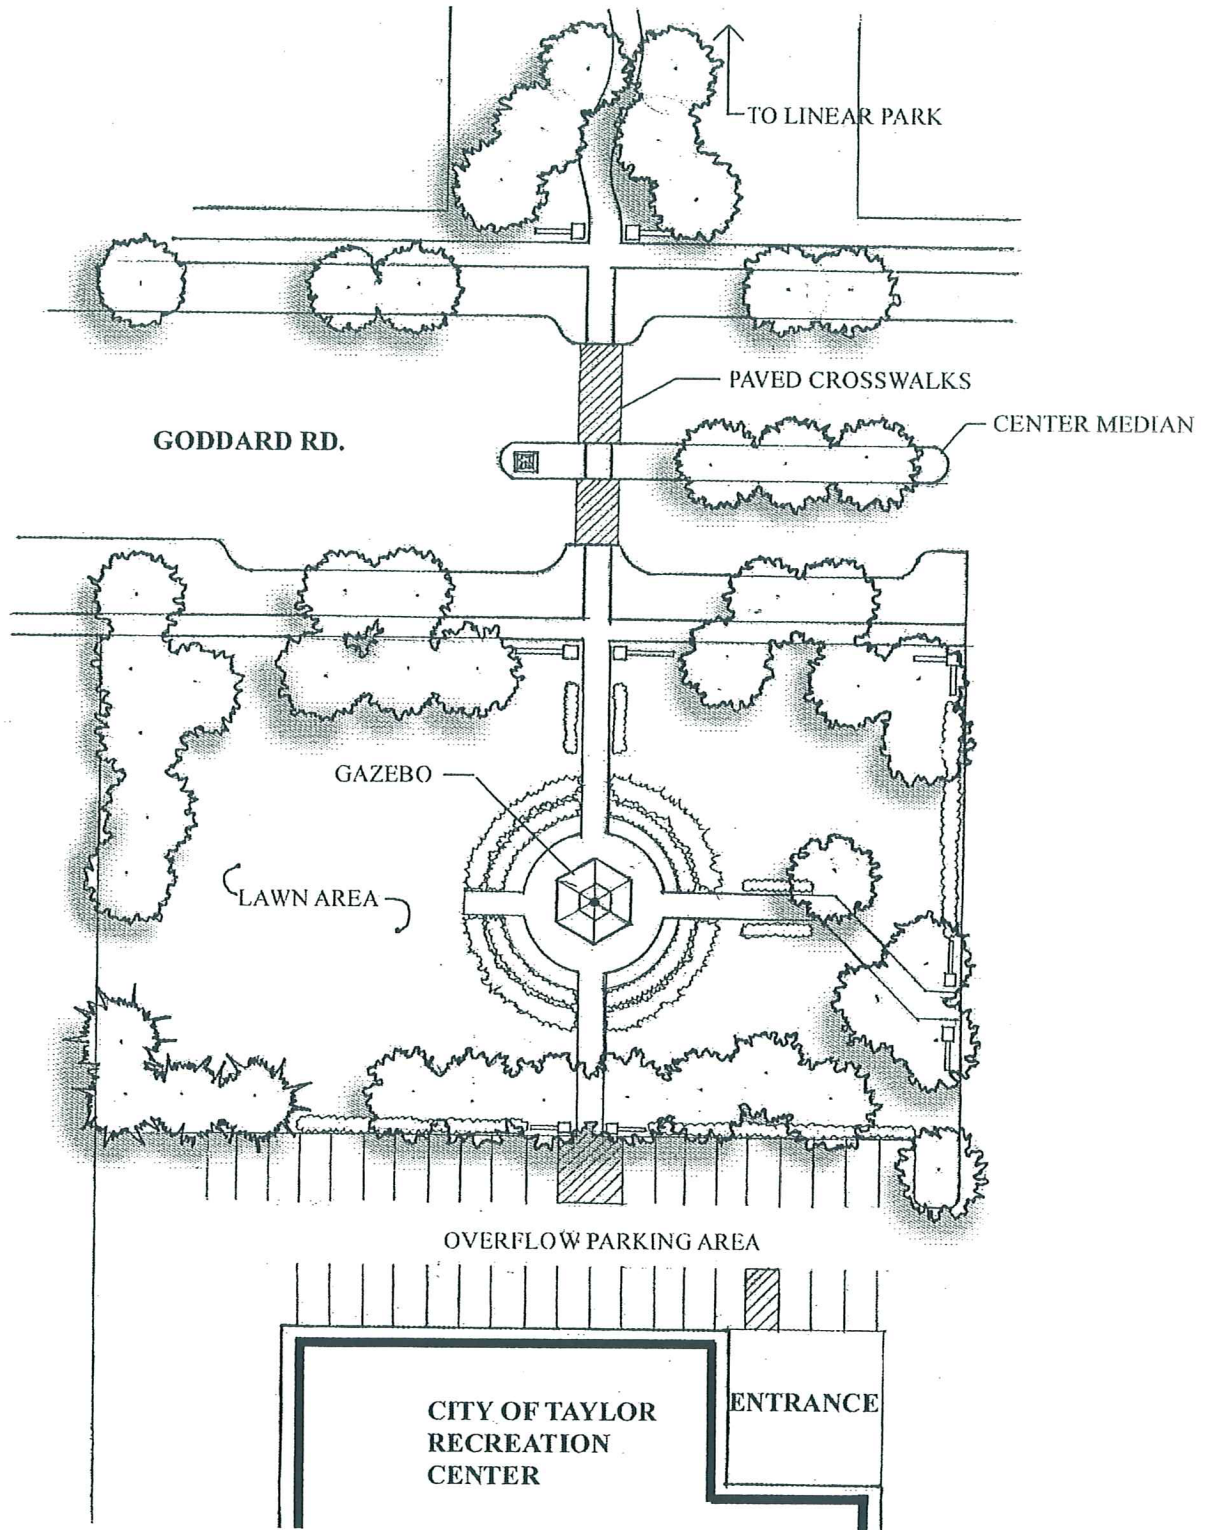 TO LINEAR PARK
PAVED CROSSWALKS
CENTER MEDIAN
GODDARD RD.
GAZEBO
LAWN AREA
OVERFLOW PARKING AREA
ENTRANCE
CITY OF TAYLOR
RECREATION
CENTER